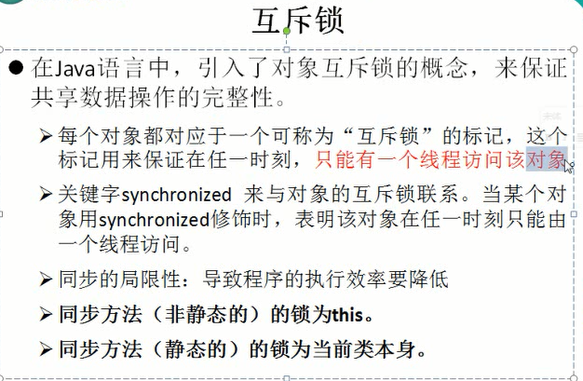 互斥锁
● 在Java语言中，引入了对象互斥锁的概念，来保证
共享数据操作的完整性。
➢ 每个对象都对应于一个可称为“互斥锁”的标记，这个
标记用来保证在任一时刻，只能有一个线程访问该对象
➢ 关键字synchronized 来与对象的互斥锁联系。当某个对
象用synchronized修饰时，表明该对象在任一时刻只能由
一个线程访问。
➢ 同步的局限性：导致程序的执行效率要降低
➢ 同步方法（非静态的）的锁为this。
➢ 同步方法（静态的）的锁为当前类本身。